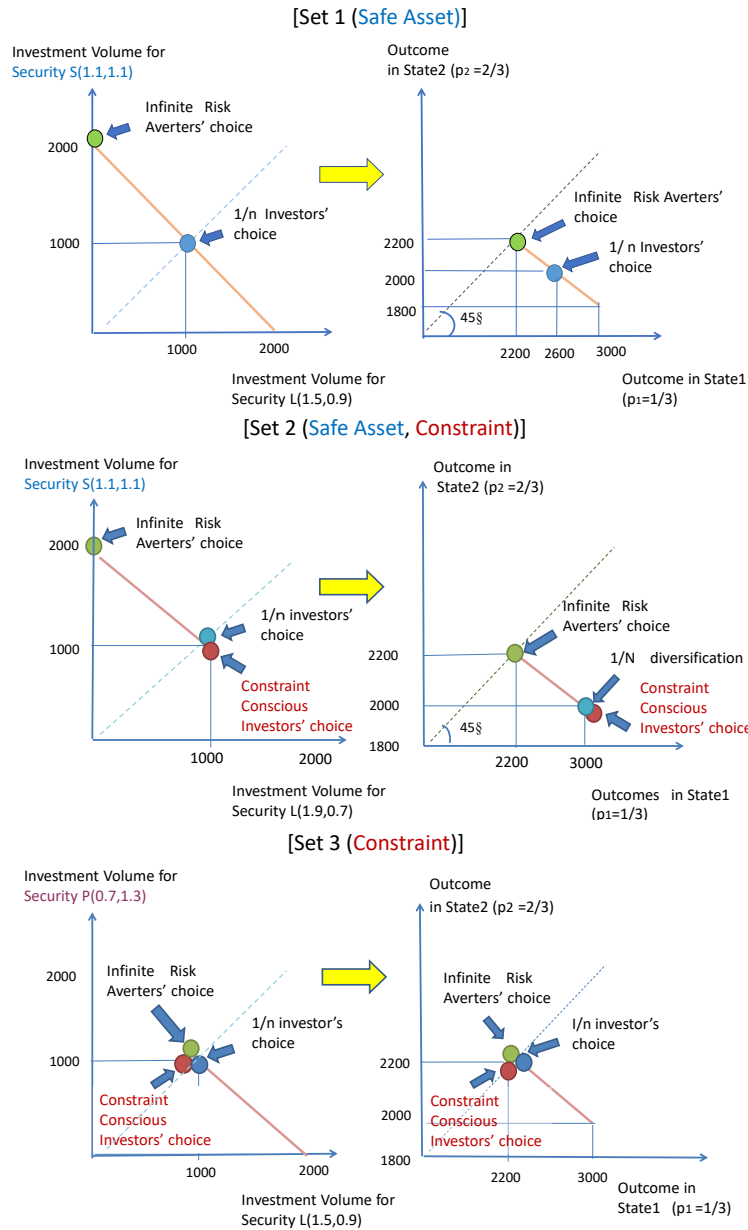 [Set 1 (Safe Asset)]
Investment Volume for
Security S(1.1,1.1)
Infinite Risk
Averters' choice
2000
1/n Investors'
choice
1000
1000
2000
Investment Volume for
Security L(1.5,0.9)
Outcome
in State2 (p2 =2/3)
Infinite Risk Averters'
choice
2200
1/ n Investors'
choice
2000
1800
45§
2200
2600
3000
Outcome in State1
(p1=1/3)
[Set 2 (Safe Asset, Constraint)]
Investment Volume for
Security S(1.1,1.1)
Infinite Risk
Averters' choice
2000
1/n investors'
choice
1000
Constraint
Conscious
Investors' choice
1000
2000
Investment Volume for
Security L(1.9,0.7)
Outcome in
State2 (p2 =2/3)
Infinite Risk
Averters' choice
2200
1/N diversification
Constraint
Conscious
Investors' choice
2000
45§
1800
2200
3000
Outcomes in State1
(p1=1/3)
[Set 3 (Constraint)]
Investment Volume for
Security P(0.7,1.3)
2000
Infinite Risk
Averters' choice
1/n investor's
choice
1000
Constraint
Conscious
Investors' choice
1000
2000
Investment Volume for
Security L(1.5,0.9)
Outcome
in State2 (p2 =2/3)
Infinite Risk
Averters' choice
I/n investor's
choice
2200
Constraint
Conscious
Investors' choice
2000
1800
2200
3000
Outcome in
State1 (p1 =1/3)